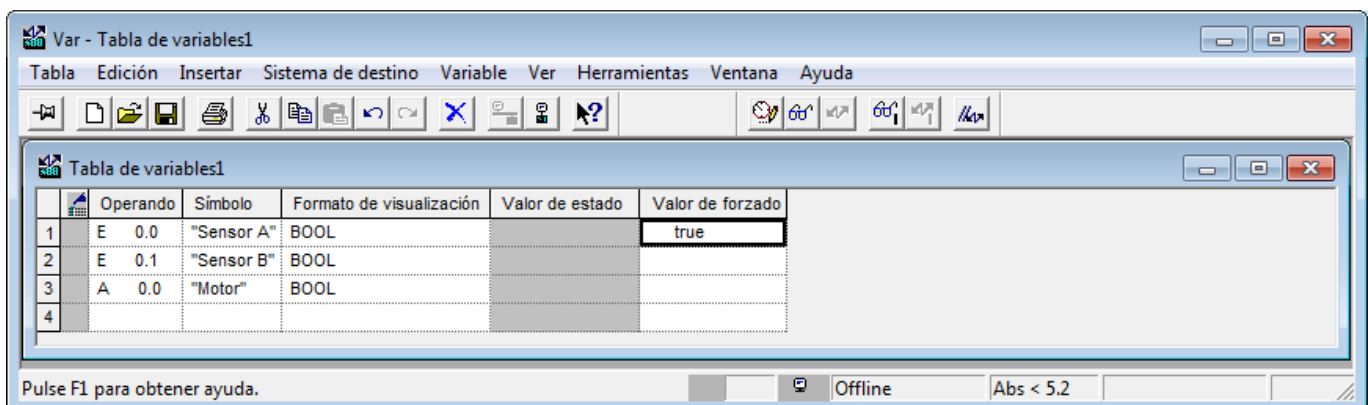 Var - Tabla de variables1
Tabla Edición Insertar Sistema de destino Variable Ver Herramientas Ventana Ayuda
Tabla de variables1
Operando Símbolo Formato de visualización Valor de estado Valor de forzado
1 E 0.0 "Sensor A" BOOL true
2 E 0.1 "Sensor B" BOOL
3 A 0.0 "Motor" BOOL
4
Pulse F1 para obtener ayuda. Offline Abs < 5.2